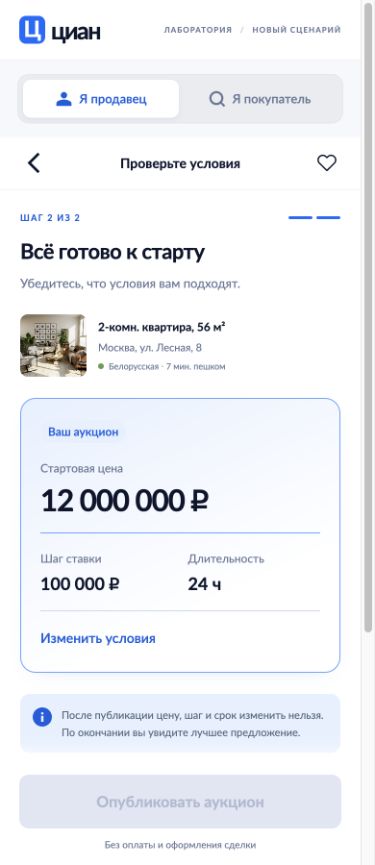 Ц циан
ЛАБОРАТОРИЯ / НОВЫЙ СЦЕНАРИЙ
Я продавец
Я покупатель
Проверьте условия
ШАГ 2 ИЗ 2
Всё готово к старту
Убедитесь, что условия вам подходят.
2-комн. квартира, 56 м²
Москва, ул. Лесная, 8
Белорусская · 7 мин. пешком
Ваш аукцион
Стартовая цена
12 000 000 ₽
Шаг ставки
100 000 ₽
Длительность
24 ч
Изменить условия
После публикации цену, шаг и срок изменить нельзя.
По окончании вы увидите лучшее предложение.
Опубликовать аукцион
Без оплаты и оформления сделки